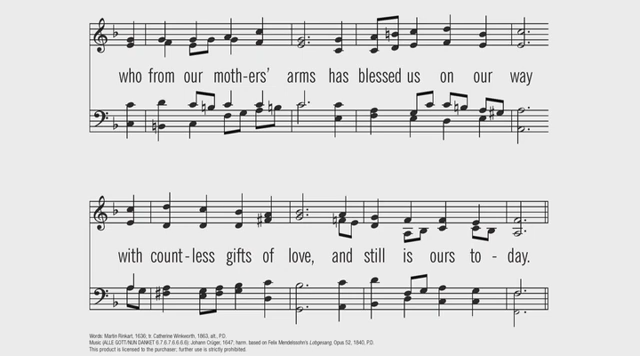 who from our moth-ers' arms has blessed us on our way
with count-less gifts of love, and still is ours to - day.
Words: Martin Rinkart, 1636; tr. Catherine Winkworth, 1863, alt., P.D.
Music (ALLE GOTT/NUN DANKET 6.7.6.7.6.6.6.6): Johann Crüger, 1647; harm. based on Felix Mendelssohn's Lobgesang, Opus 52, 1840, P.D.
This product is licensed to the purchaser; further use is strictly prohibited.